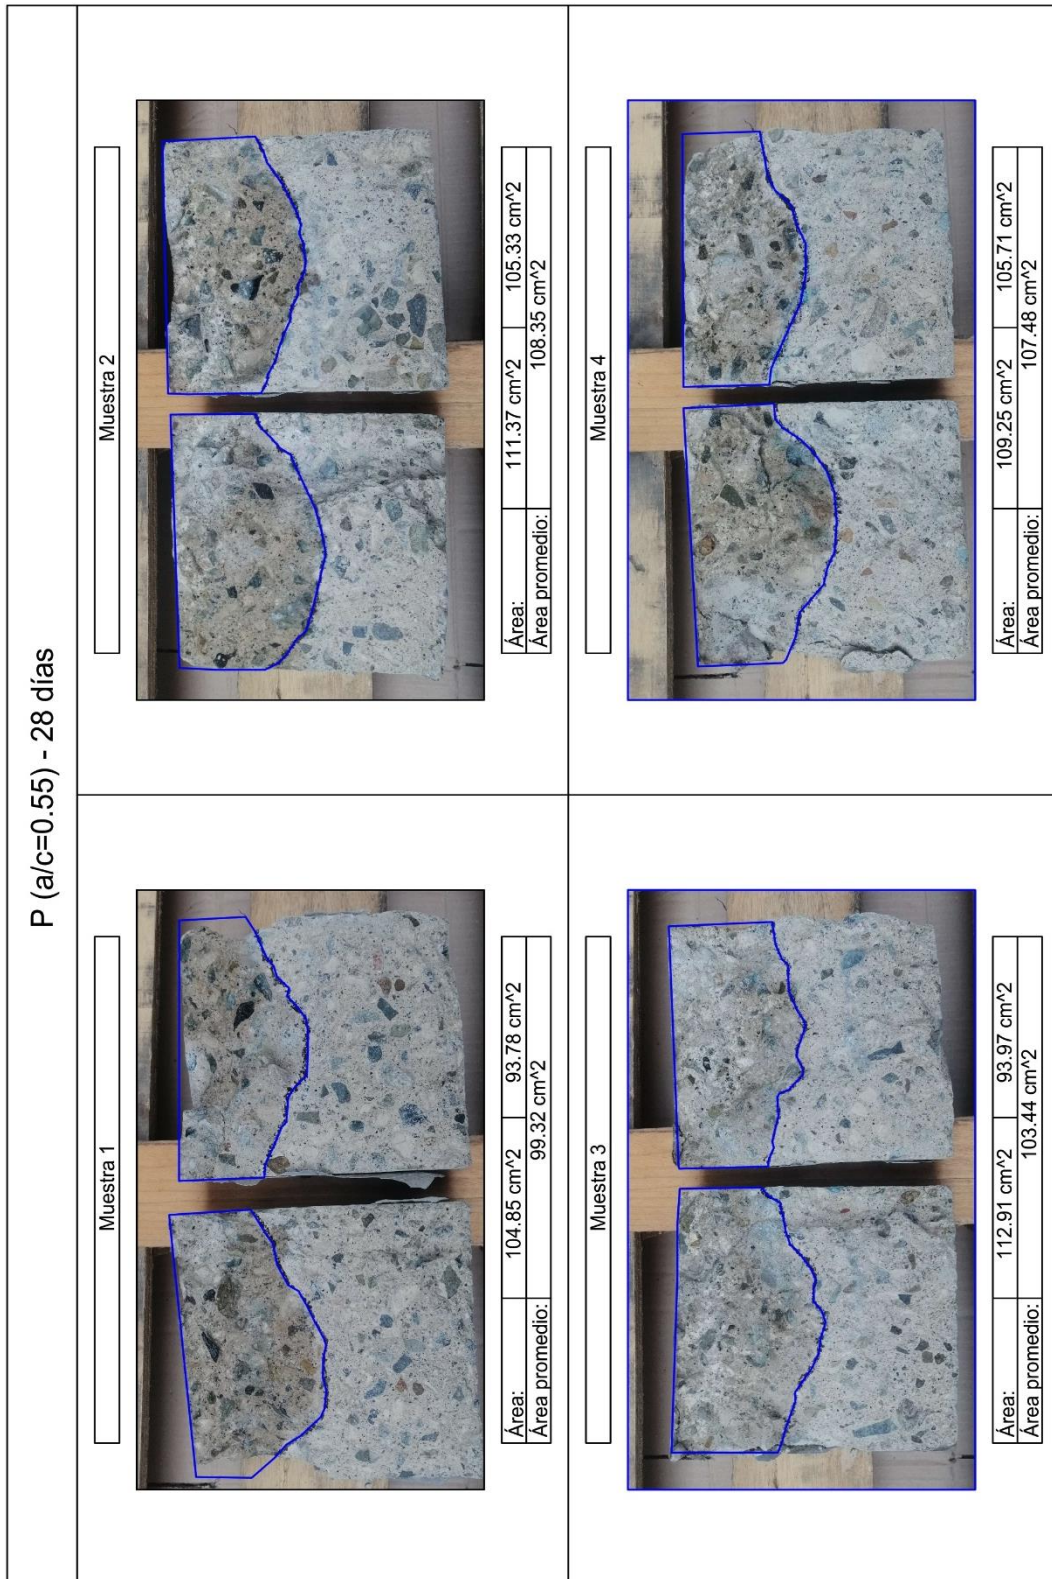 P (a/c=0.55) - 28 días
Muestra 1
Área: 104.85 cm^2 93.78 cm^2
Área promedio: 99.32 cm^2
Muestra 2
Área: 111.37 cm^2 105.33 cm^2
Área promedio: 108.35 cm^2
Muestra 3
Área: 112.91 cm^2 93.97 cm^2
Área promedio: 103.44 cm^2
Muestra 4
Área: 109.25 cm^2 105.71 cm^2
Área promedio: 107.48 cm^2